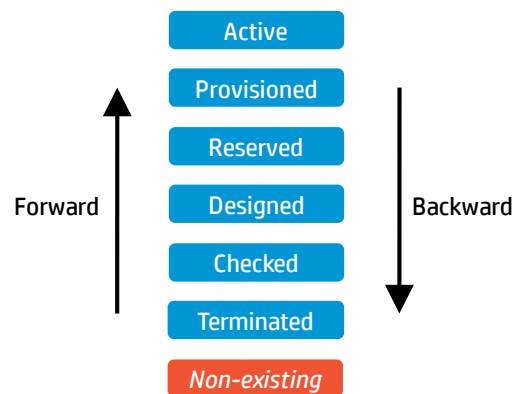 Active
Provisioned
Reserved
Forward
Designed
Backward
Checked
Terminated
Non-existing